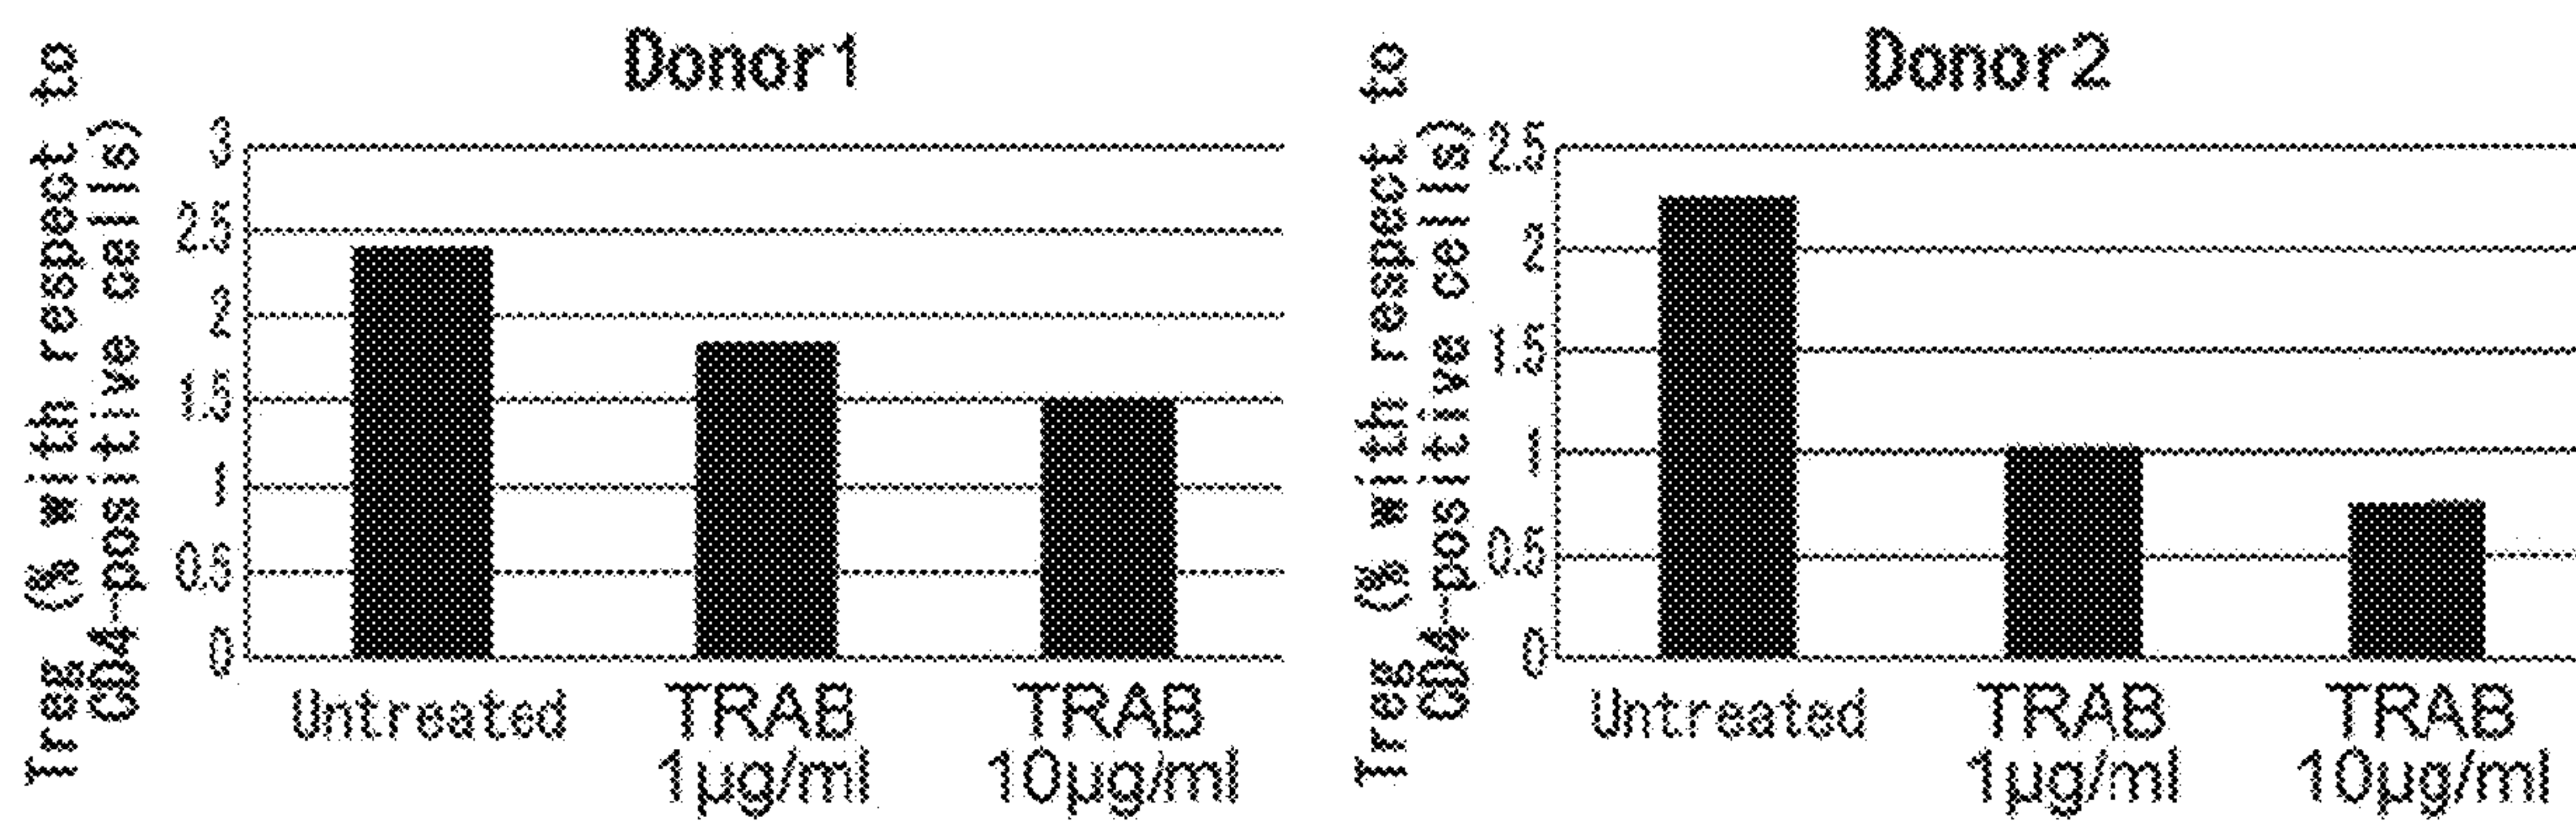 Donor1
Treg (% with respect to
CD4-positive cells)
3
2.5
2
1.5
1
0.5
0
Untreated
TRAB
1µg/ml
TRAB
10µg/ml
Donor2
Treg (% with respect to
CD4-positive cells)
2.5
2
1.5
1
0.5
0
Untreated
TRAB
1µg/ml
TRAB
10µg/ml